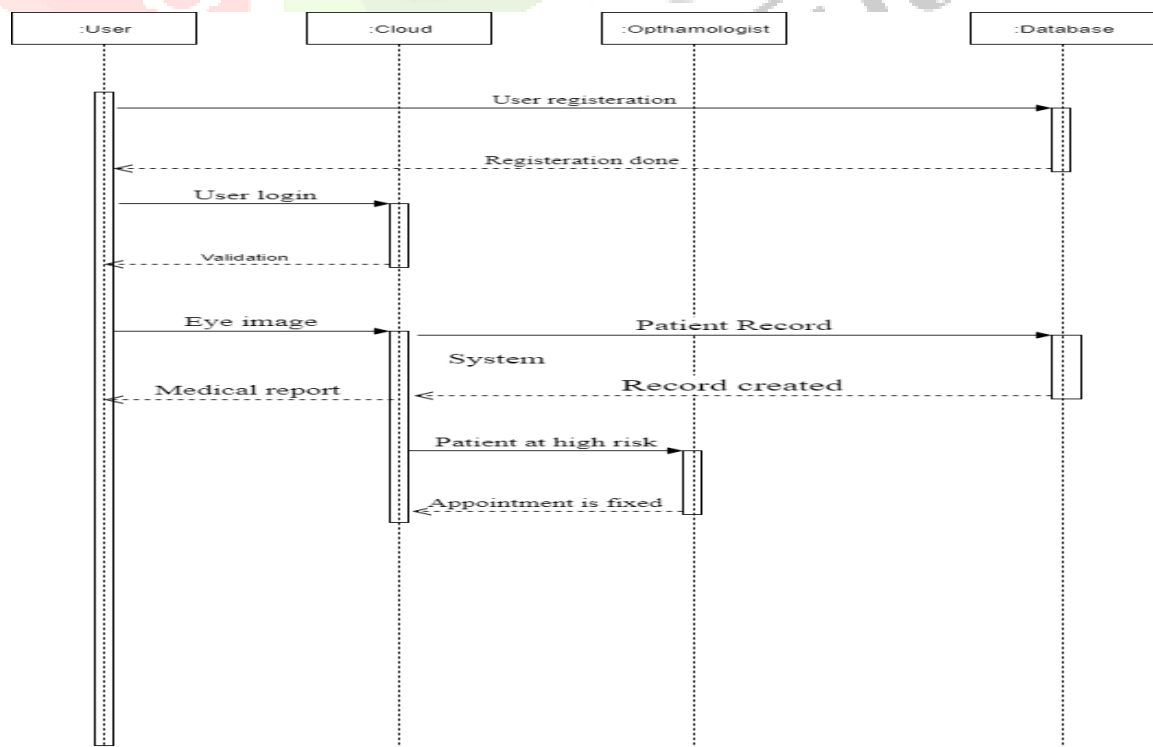 :User
:Cloud
:Opthamologist
:Database
User registeration
Registeration done
User login
Validation
Eye image
Patient Record
System
Medical report
Record created
Patient at high risk
Appointment is fixed